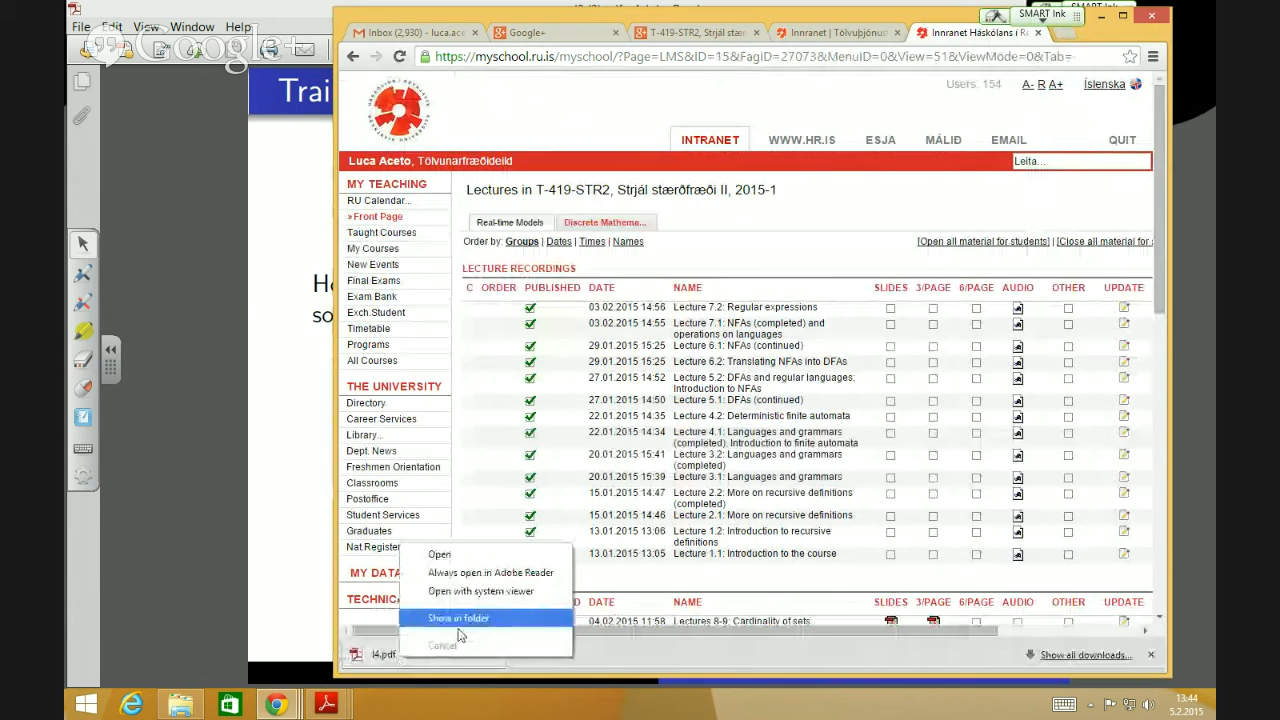 SMART Ink
File Edit View Window Help
Google+
Inbox (2,930) - luca.ace
Google+
T-419-STR2, Strjál stær
Innranet | Tölvuþjónust
Innranet Háskólans í Re
https://myschool.ru.is/myschool/?Page=LMS&ID=15&FagID=27073&MenuID=0&View=51&ViewMode=0&Tab=
Users: 154
A- R A+
Íslenska
Trai
INTRANET
WWW.HR.IS
ESJA
MÁLIÐ
EMAIL
QUIT
Luca Aceto, Tölvunarfræðideild
Leita...
MY TEACHING
RU Calendar...
»Front Page
Taught Courses
My Courses
New Events
Final Exams
Exam Bank
Exch.Student
Timetable
Programs
All Courses
THE UNIVERSITY
Directory
Career Services
Library...
Dept. News
Freshmen Orientation
Classrooms
Postoffice
Student Services
Graduates
Nat.Register
MY DATA
TECHNIC
so
Lectures in T-419-STR2, Strjál stærðfræði II, 2015-1
Real-time Models
Discrete Mathema...
Order by: Groups | Dates | Times | Names
[Open all material for students] | [Close all material for s
LECTURE RECORDINGS
C ORDER PUBLISHED DATE NAME SLIDES 3/PAGE 6/PAGE AUDIO OTHER UPDATE
03.02.2015 14:56 Lecture 7.2: Regular expressions
03.02.2015 14:55 Lecture 7.1: NFAs (completed) and
operations on languages
29.01.2015 15:25 Lecture 6.1: NFAs (continued)
29.01.2015 15:25 Lecture 6.2: Translating NFAs into DFAs
27.01.2015 14:52 Lecture 5.2: DFAs and regular languages;
Introduction to NFAs
27.01.2015 14:50 Lecture 5.1: DFAs (continued)
22.01.2015 14:35 Lecture 4.2: Deterministic finite automata
22.01.2015 14:34 Lecture 4.1: Languages and grammars
(completed). Introduction to finite automata
20.01.2015 15:41 Lecture 3.2: Languages and grammars
(completed)
20.01.2015 15:39 Lecture 3.1: Languages and grammars
15.01.2015 14:47 Lecture 2.2: More on recursive definitions
(completed)
15.01.2015 14:46 Lecture 2.1: More on recursive definitions
13.01.2015 13:06 Lecture 1.2: Introduction to recursive
definitions
13.01.2015 13:05 Lecture 1.1: Introduction to the course
D DATE NAME SLIDES 3/PAGE 6/PAGE AUDIO OTHER UPDATE
04.02.2015 11:58 Lectures 8-9: Cardinality of sets
Open
Always open in Adobe Reader
Open with system viewer
Show in folder
Cancel
l4.pdf
Show all downloads...
13:44
5.2.2015